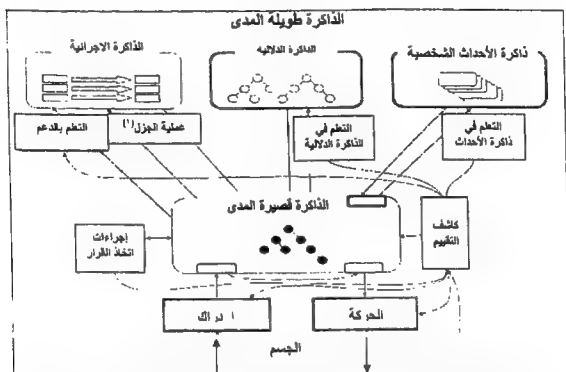 الذاكرة طويلة المدى
الذاكرة الاجرائية
الذاكرة الدلالية
ذاكرة الأحداث الشخصية
التعلم بالدعم
عملية الجزل(١)
التعلم في
الذاكرة الدلالية
التعلم في
ذاكرة الأحداث
الذاكرة قصيرة المدى
إجراءات
اتخاذ القرار
كاشف
التقييم
ا دراك
الحركة
الجسم